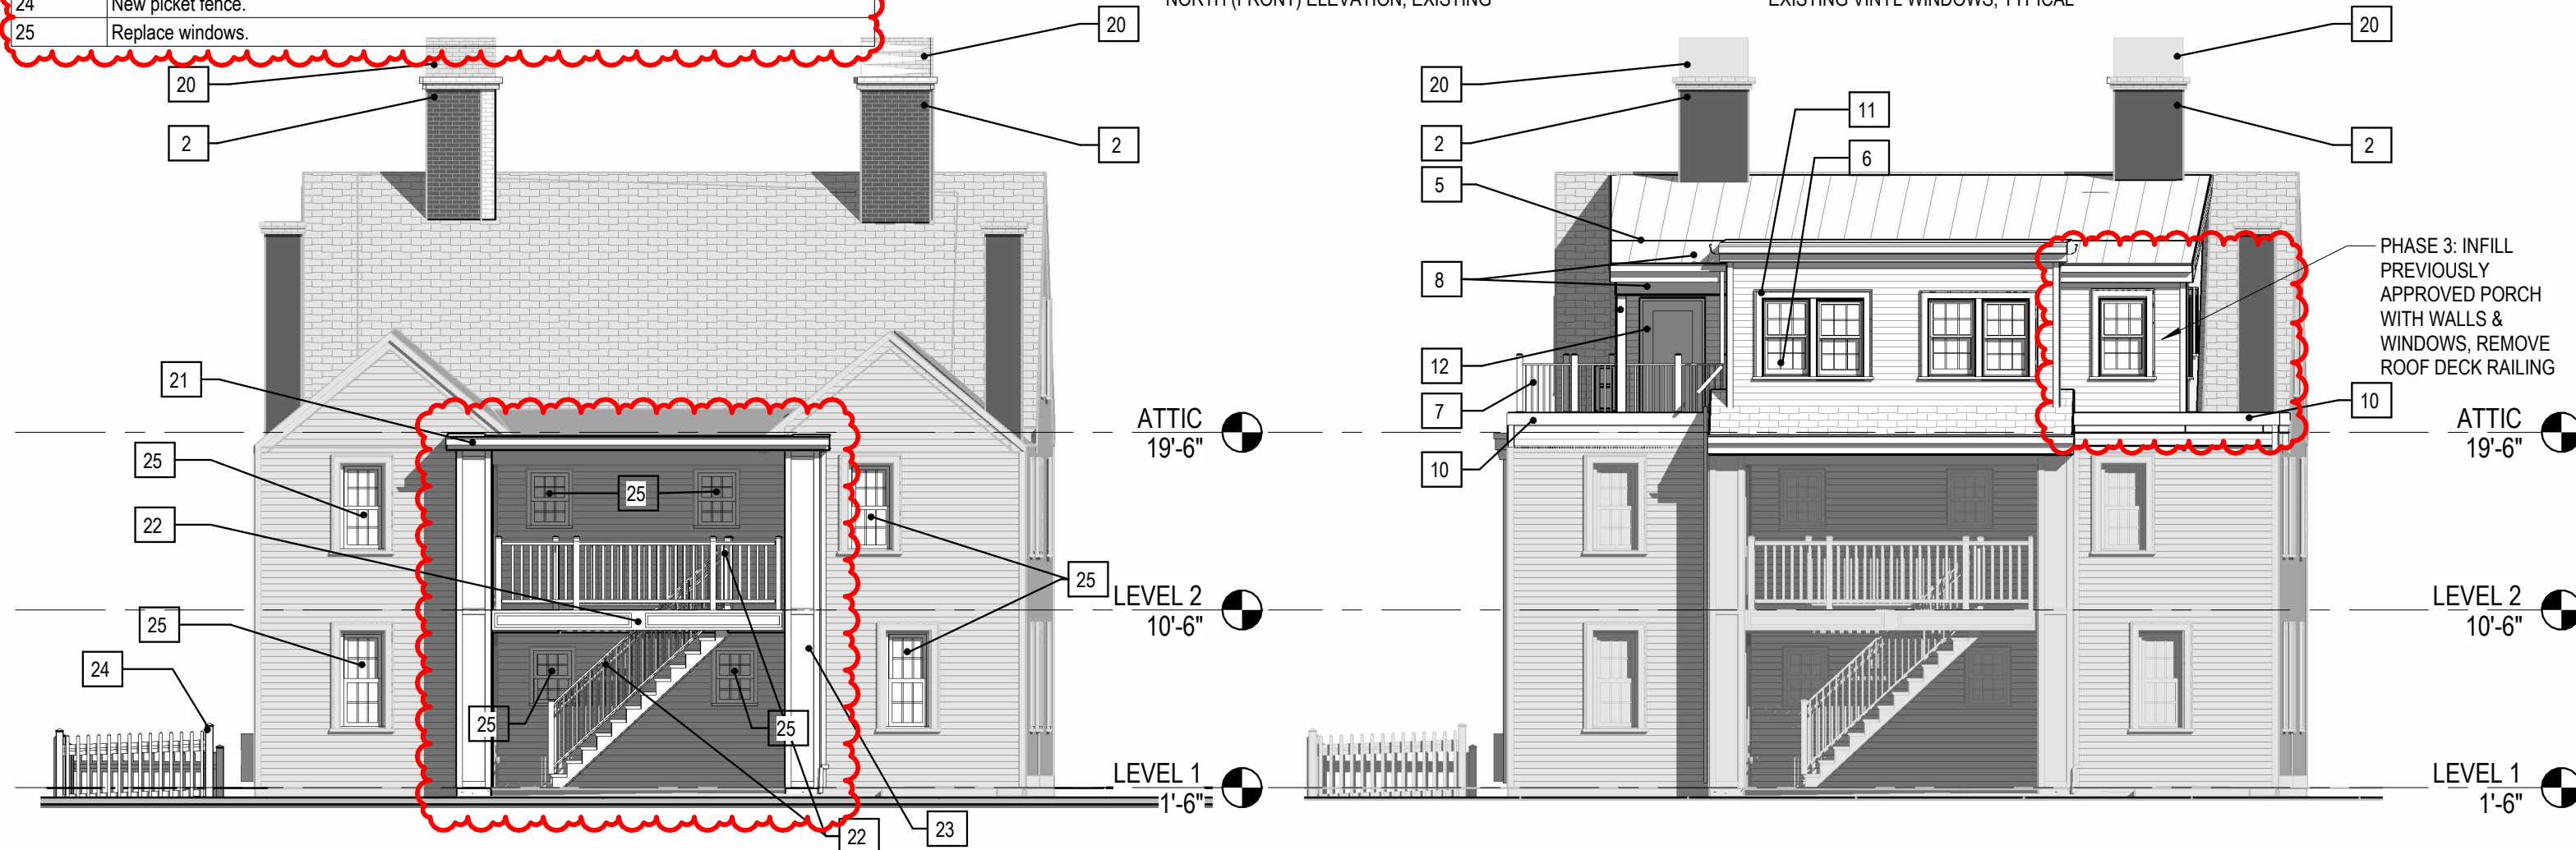 24 New picket fence.
25 Replace windows.
NORTH (FRONT) ELEVATION, EXISTING
EXISTING VINYL WINDOWS, TYPICAL
20
20
2
2
21
25
22
25
24
25
25
25
25
22
23
ATTIC
19'-6"
LEVEL 2
10'-6"
LEVEL 1
1'-6"
20
20
2
2
11
6
5
8
12
7
10
10
PHASE 3: INFILL
PREVIOUSLY
APPROVED PORCH
WITH WALLS &
WINDOWS, REMOVE
ROOF DECK RAILING
ATTIC
19'-6"
LEVEL 2
10'-6"
LEVEL 1
1'-6"